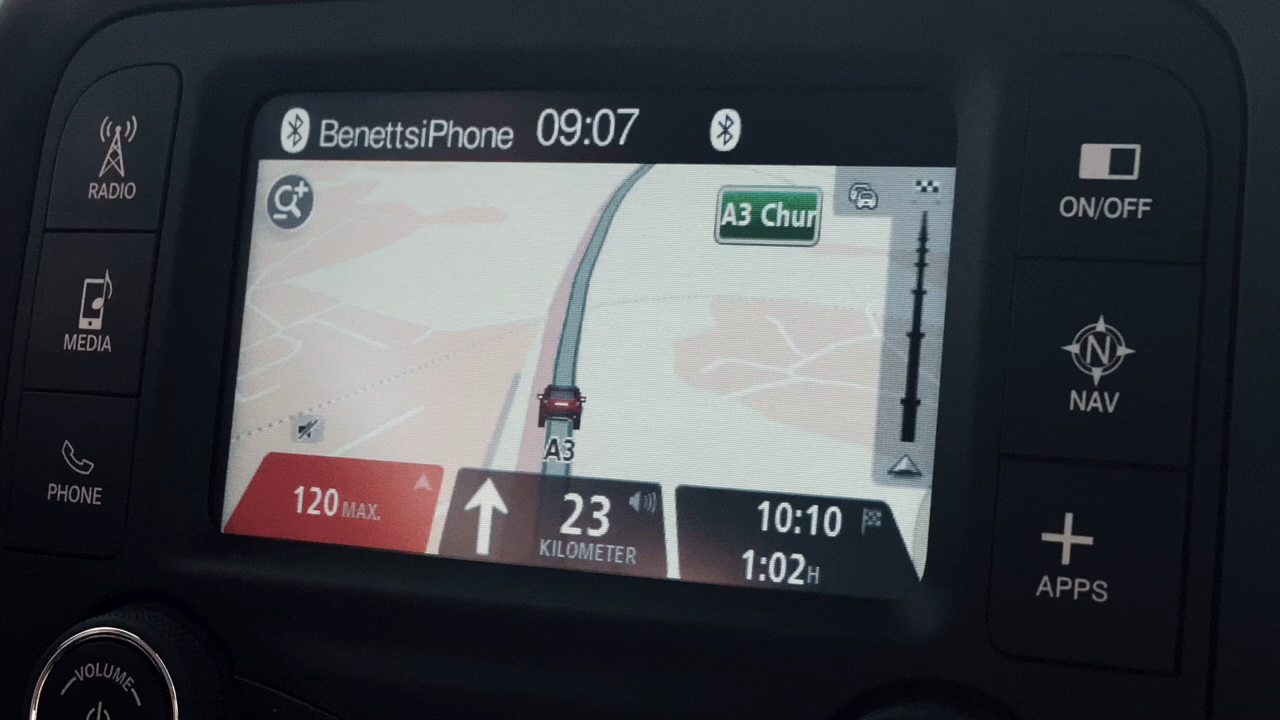 BenettsiPhone 09:07
RADIO
MEDIA
PHONE
VOLUME
A3 Chur
A3
120 MAX.
23
KILOMETER
10:10
1:02H
ON/OFF
N
NAV
APPS